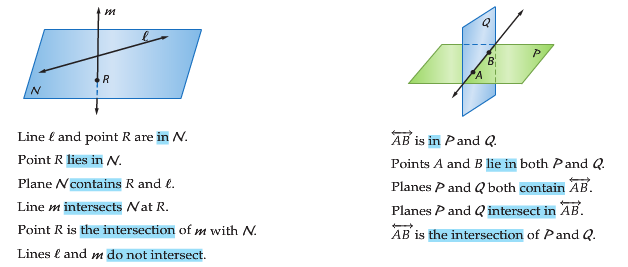 m
ℓ
R
N
Line ℓ and point R are in N.
Point R lies in N.
Plane N contains R and ℓ.
Line m intersects N at R.
Point R is the intersection of m with N.
Lines ℓ and m do not intersect.
Q
P
B
A
AB is in P and Q.
Points A and B lie in both P and Q.
Planes P and Q both contain AB.
Planes P and Q intersect in AB.
AB is the intersection of P and Q.